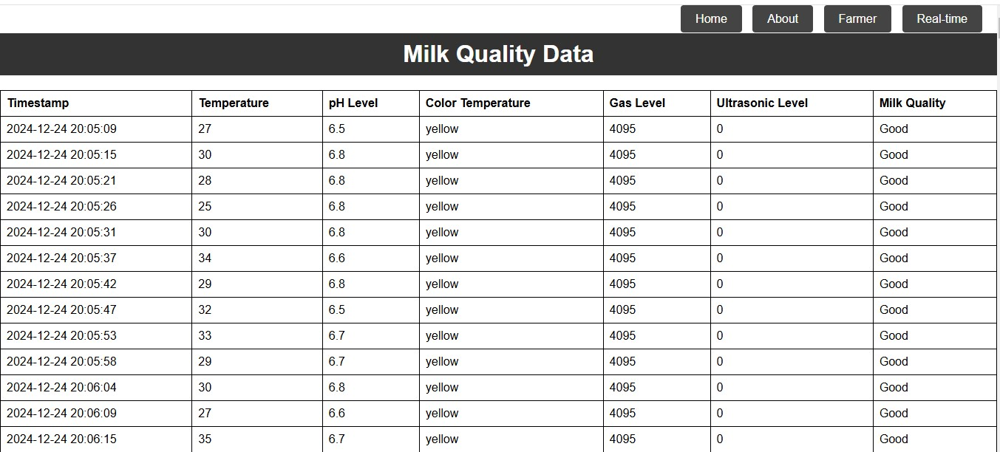 Home About Farmer Real-time
Milk Quality Data
Timestamp Temperature pH Level Color Temperature Gas Level Ultrasonic Level Milk Quality
2024-12-24 20:05:09 27 6.5 yellow 4095 0 Good
2024-12-24 20:05:15 30 6.8 yellow 4095 0 Good
2024-12-24 20:05:21 28 6.8 yellow 4095 0 Good
2024-12-24 20:05:26 25 6.8 yellow 4095 0 Good
2024-12-24 20:05:31 30 6.8 yellow 4095 0 Good
2024-12-24 20:05:37 34 6.6 yellow 4095 0 Good
2024-12-24 20:05:42 29 6.8 yellow 4095 0 Good
2024-12-24 20:05:47 32 6.5 yellow 4095 0 Good
2024-12-24 20:05:53 33 6.7 yellow 4095 0 Good
2024-12-24 20:05:58 29 6.7 yellow 4095 0 Good
2024-12-24 20:06:04 30 6.8 yellow 4095 0 Good
2024-12-24 20:06:09 27 6.6 yellow 4095 0 Good
2024-12-24 20:06:15 35 6.7 yellow 4095 0 Good